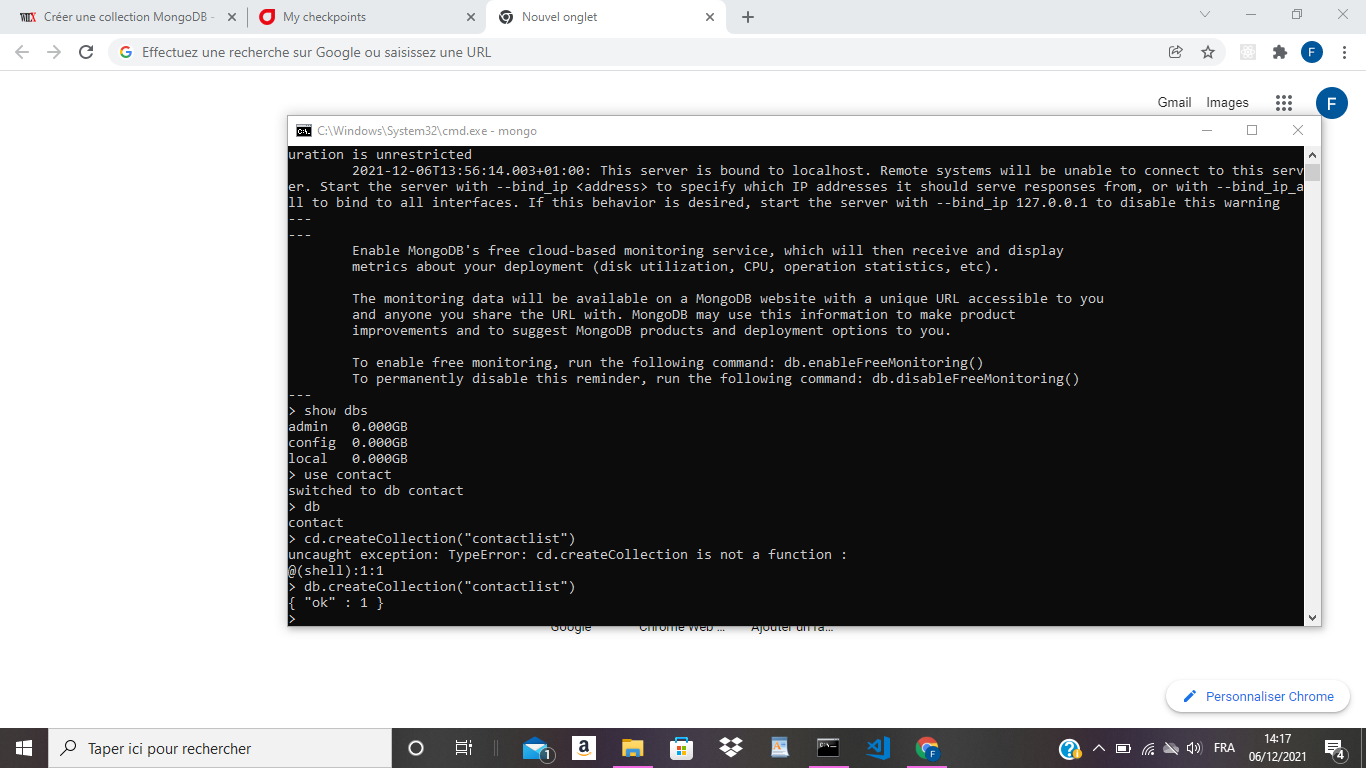 Créer une collection MongoDB -
My checkpoints
Nouvel onglet
Effectuez une recherche sur Google ou saisissez une URL
F
Gmail
Images
F
C:\Windows\System32\cmd.exe - mongo
uration is unrestricted
2021-12-06T13:56:14.003+01:00: This server is bound to localhost. Remote systems will be unable to connect to this serv
er. Start the server with --bind_ip <address> to specify which IP addresses it should serve responses from, or with --bind_ip_a
ll to bind to all interfaces. If this behavior is desired, start the server with --bind_ip 127.0.0.1 to disable this warning
---
---
Enable MongoDB's free cloud-based monitoring service, which will then receive and display
metrics about your deployment (disk utilization, CPU, operation statistics, etc).
The monitoring data will be available on a MongoDB website with a unique URL accessible to you
and anyone you share the URL with. MongoDB may use this information to make product
improvements and to suggest MongoDB products and deployment options to you.
To enable free monitoring, run the following command: db.enableFreeMonitoring()
To permanently disable this reminder, run the following command: db.disableFreeMonitoring()
---
> show dbs
admin   0.000GB
config  0.000GB
local   0.000GB
> use contact
switched to db contact
> db
contact
> cd.createCollection("contactlist")
uncaught exception: TypeError: cd.createCollection is not a function :
@(shell):1:1
> db.createCollection("contactlist")
{ "ok" : 1 }
>
Google
Chrome Web ...
Ajouter un ra...
Personnaliser Chrome
Taper ici pour rechercher
1
a
F
FRA
14:17
06/12/2021
4